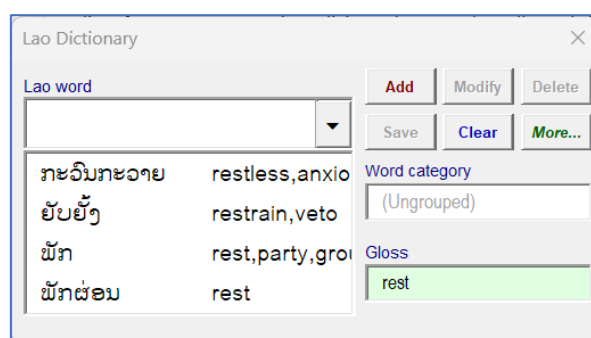 Lao Dictionary
Lao word
Add Modify Delete
Save Clear More...
ກະວົນກະວາຍ restless,anxio
ຍັບຍັ້ງ restrain,veto
ພັກ rest,party,grou
ພັກຜ່ອນ rest
Word category
(Ungrouped)
Gloss
rest